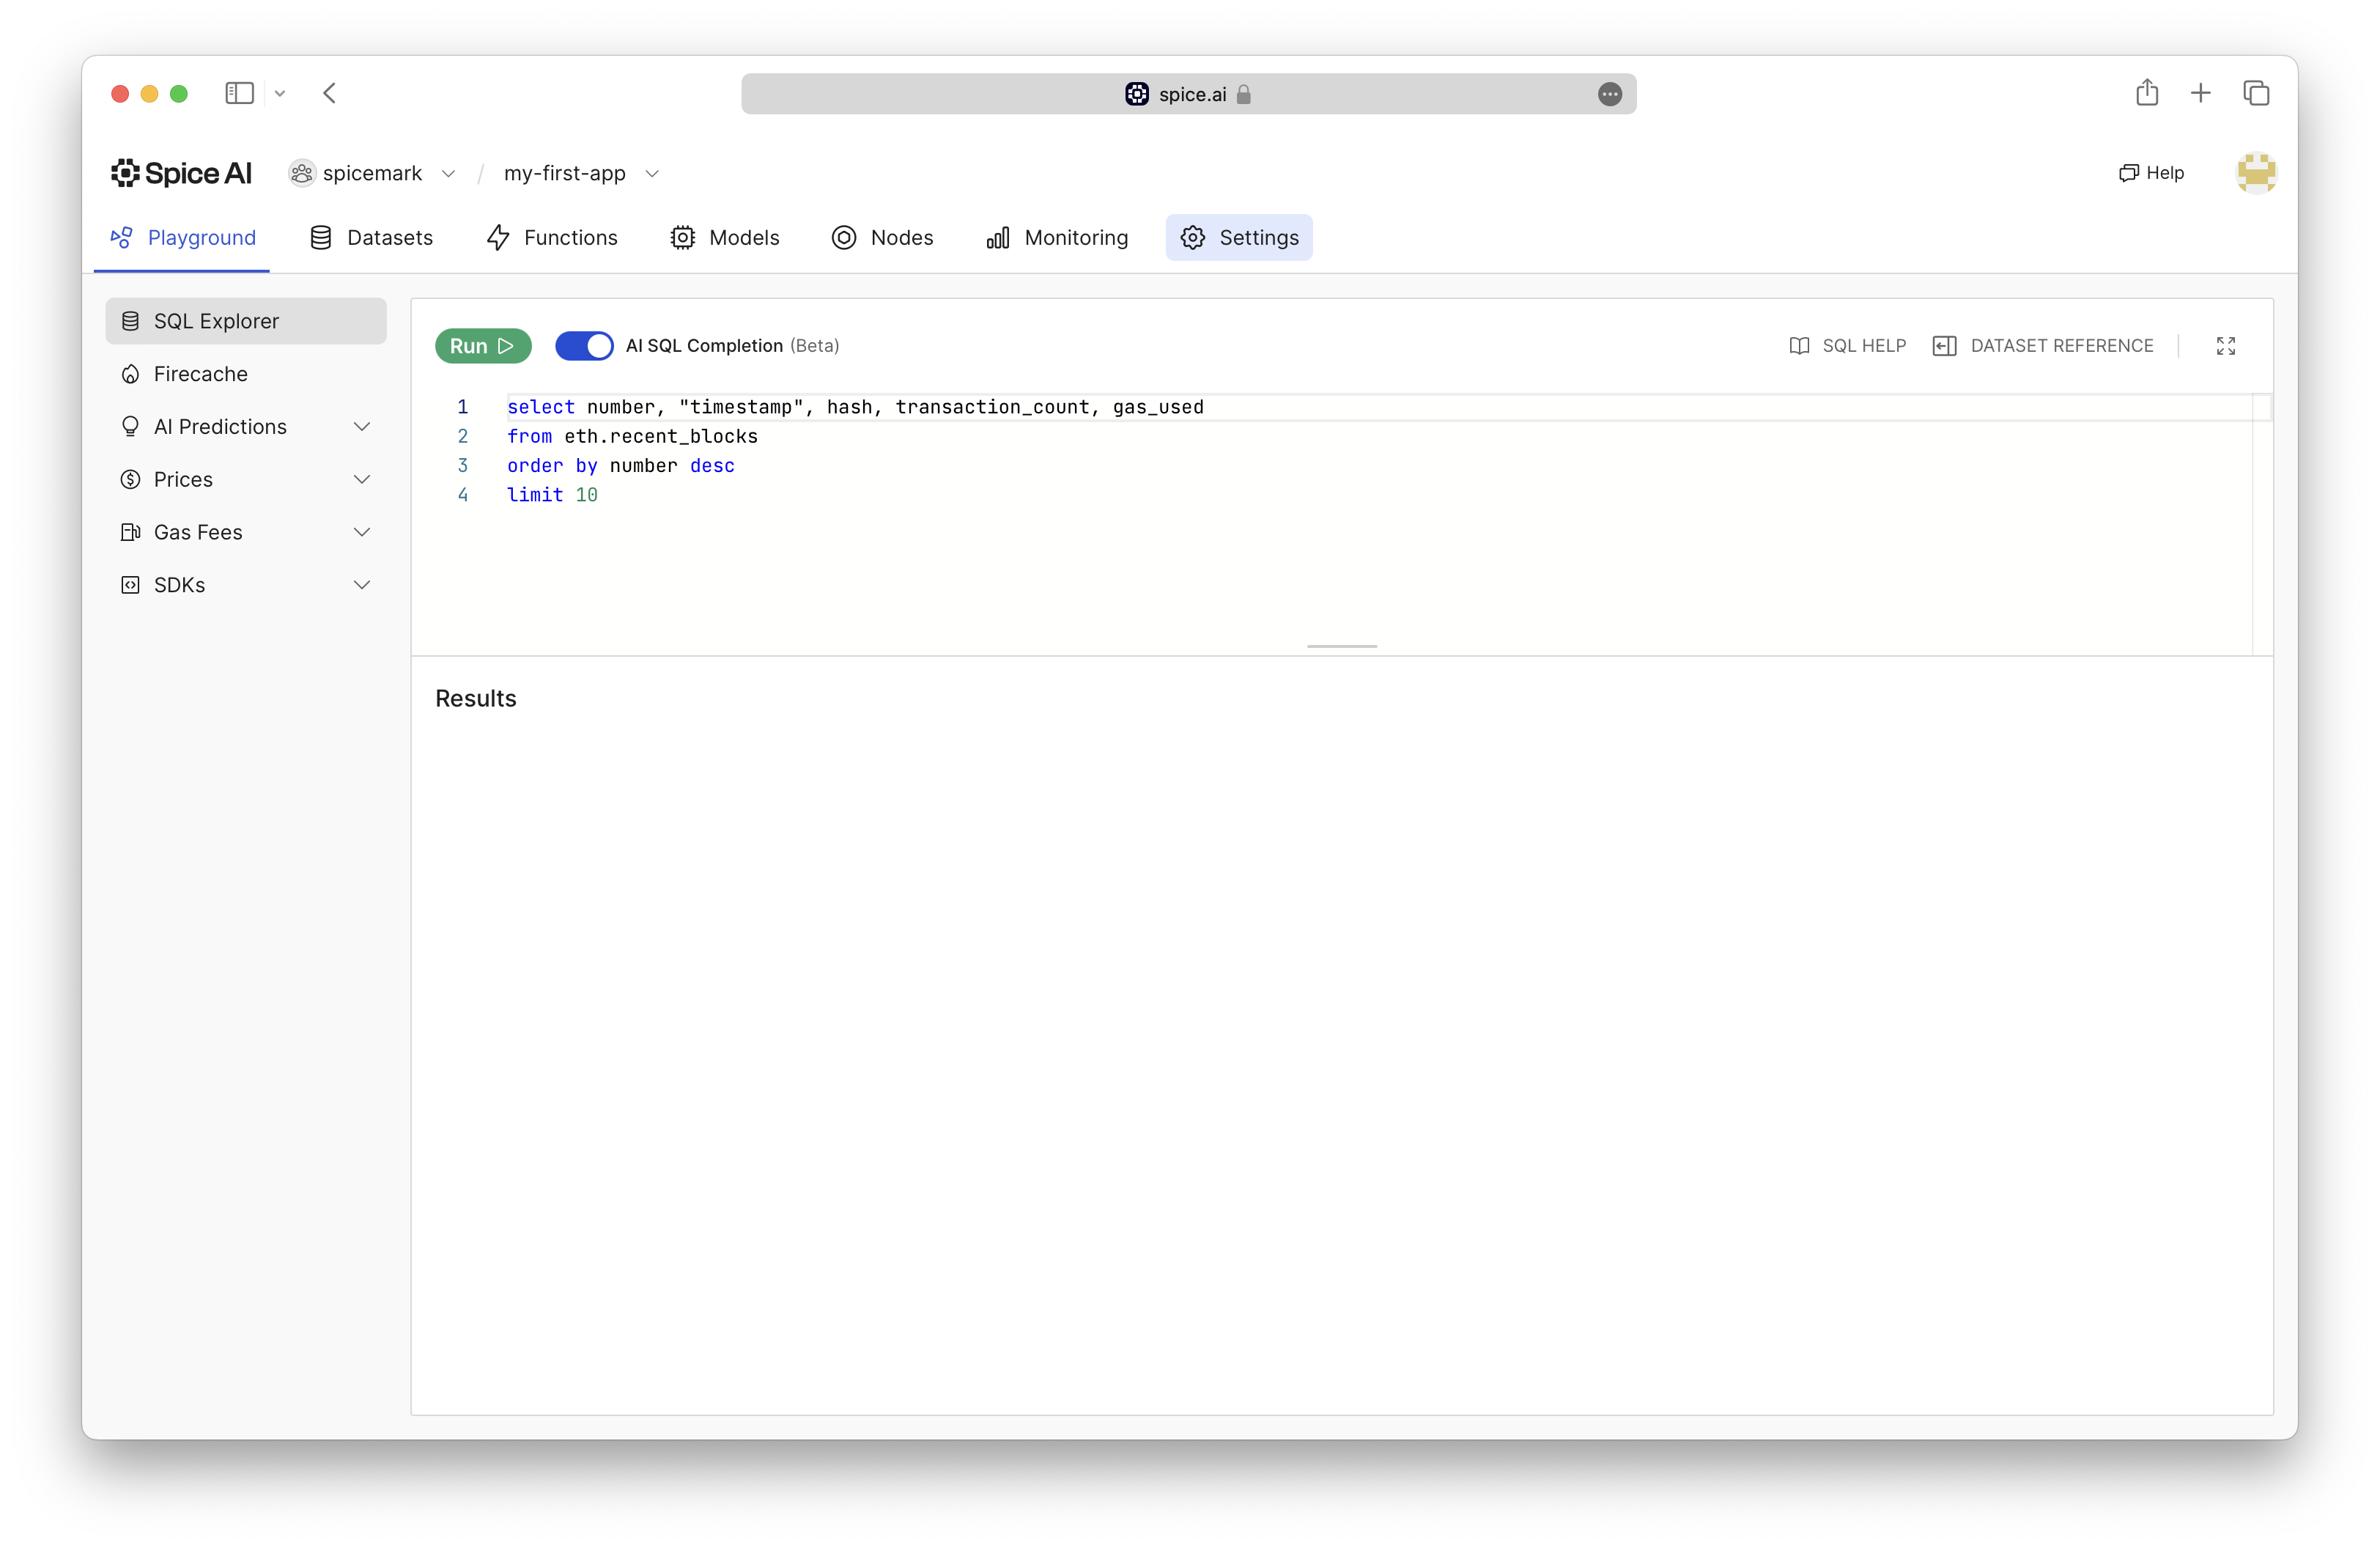 spice.ai
Spice AI spicemark / my-first-app Help
Playground Datasets Functions Models Nodes Monitoring Settings
SQL Explorer
Firecache
AI Predictions
Prices
Gas Fees
SDKs
Run AI SQL Completion (Beta) SQL HELP DATASET REFERENCE
1 select number, "timestamp", hash, transaction_count, gas_used
2 from eth.recent_blocks
3 order by number desc
4 limit 10
Results